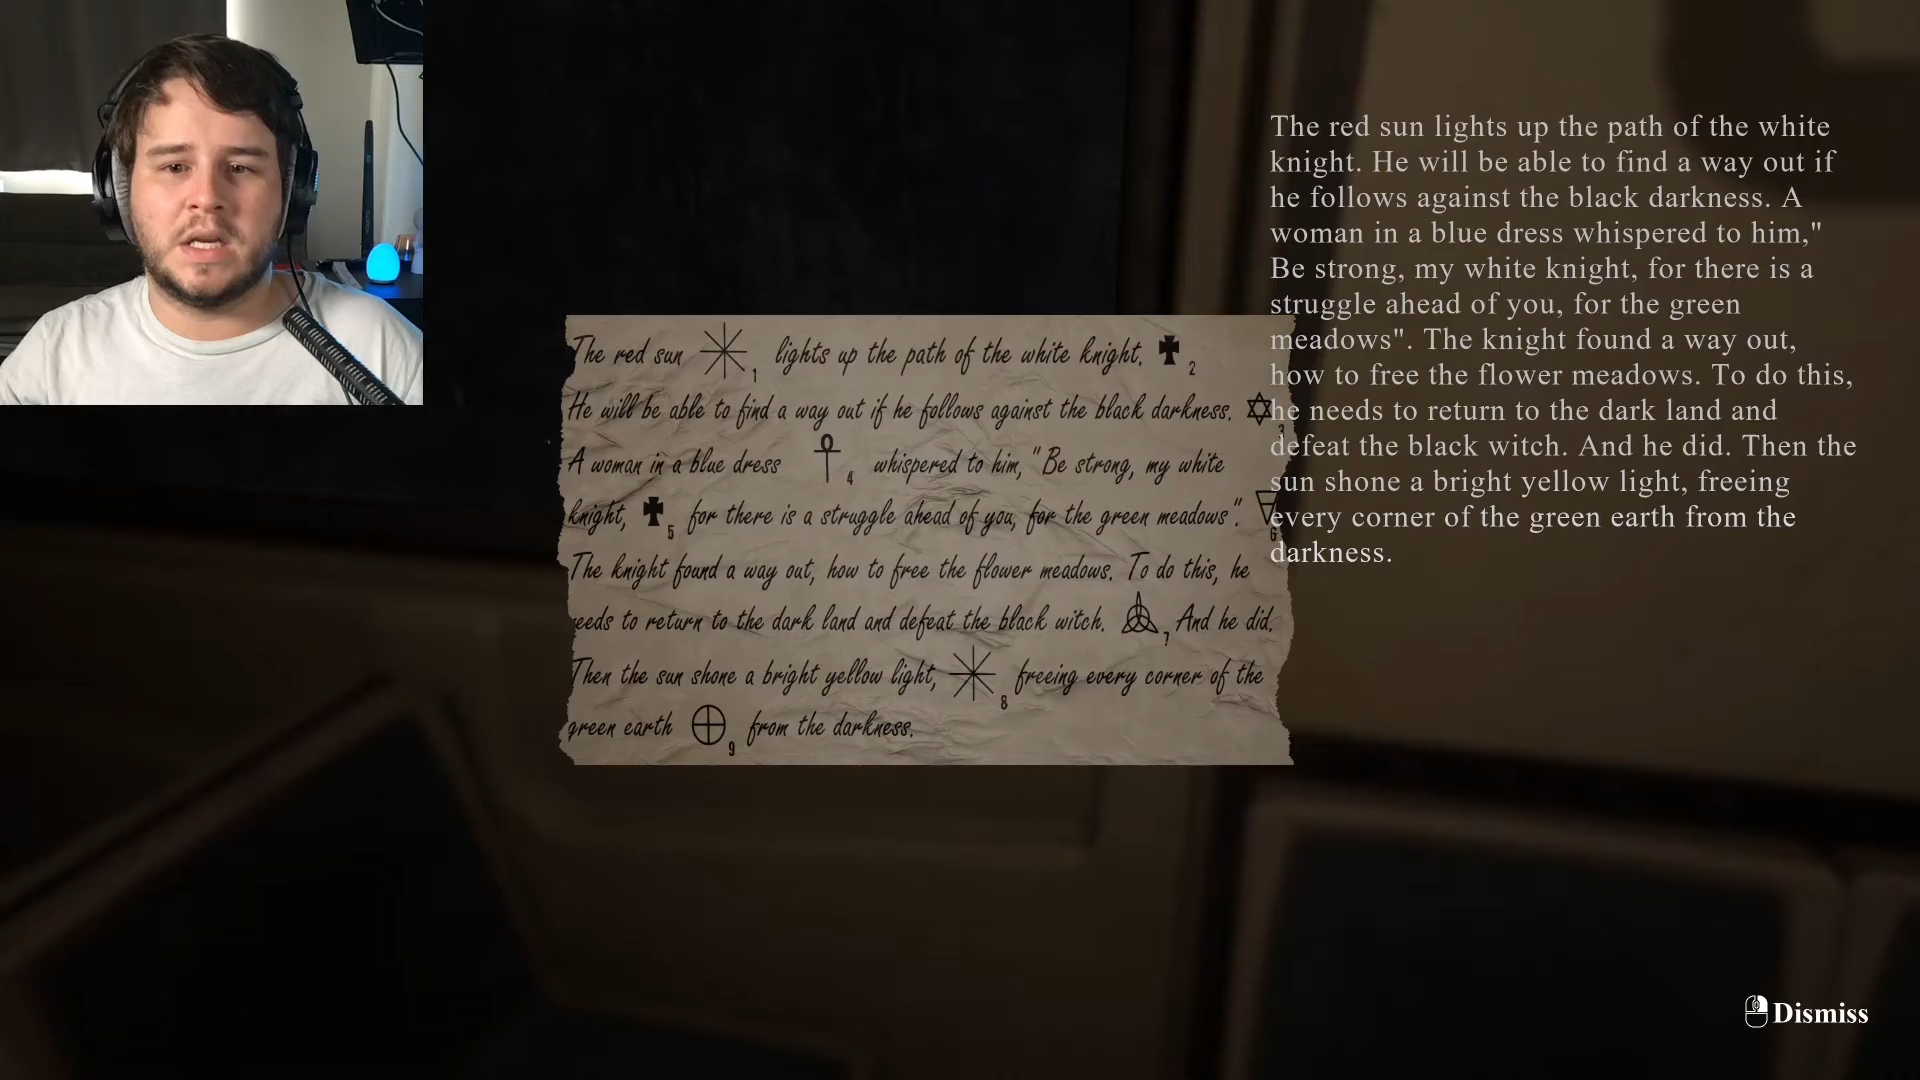 The red sun 1 lights up the path of the white knight. 2
He will be able to find a way out if he follows against the black darkness. 3
A woman in a blue dress 4 whispered to him, "Be strong, my white
knight, 5 for there is a struggle ahead of you, for the green meadows". 6
The knight found a way out, how to free the flower meadows. To do this, he
needs to return to the dark land and defeat the black witch. 7 And he did.
Then the sun shone a bright yellow light, 8 freeing every corner of the
green earth 9 from the darkness.
The red sun lights up the path of the white
knight. He will be able to find a way out if
he follows against the black darkness. A
woman in a blue dress whispered to him,"
Be strong, my white knight, for there is a
struggle ahead of you, for the green
meadows". The knight found a way out,
how to free the flower meadows. To do this,
he needs to return to the dark land and
defeat the black witch. And he did. Then the
sun shone a bright yellow light, freeing
every corner of the green earth from the
darkness.
Dismiss